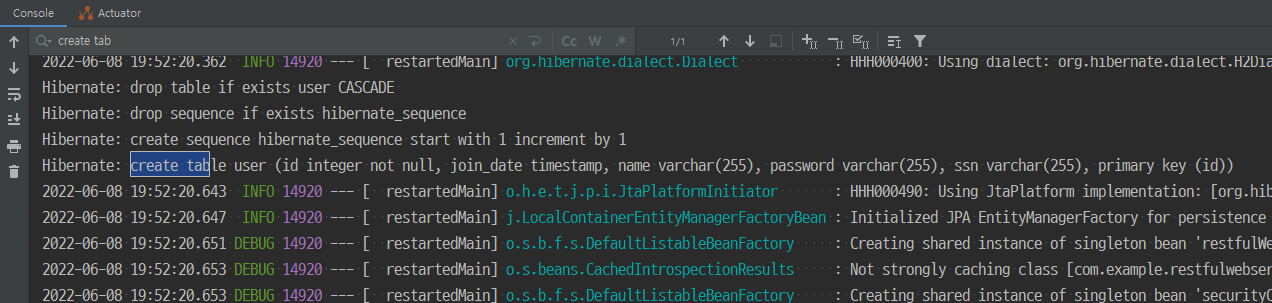 Console Actuator
create tab Cc W .* 1/1
2022-06-08 19:52:20.362 INFO 14920 --- [ restartedMain] org.hibernate.dialect.Dialect : HHH000400: Using dialect: org.hibernate.dialect.H2Dia
Hibernate: drop table if exists user CASCADE
Hibernate: drop sequence if exists hibernate_sequence
Hibernate: create sequence hibernate_sequence start with 1 increment by 1
Hibernate: create table user (id integer not null, join_date timestamp, name varchar(255), password varchar(255), ssn varchar(255), primary key (id))
2022-06-08 19:52:20.643 INFO 14920 --- [ restartedMain] o.h.e.t.j.p.i.JtaPlatformInitiator : HHH000490: Using JtaPlatform implementation: [org.hib
2022-06-08 19:52:20.647 INFO 14920 --- [ restartedMain] j.LocalContainerEntityManagerFactoryBean : Initialized JPA EntityManagerFactory for persistence
2022-06-08 19:52:20.651 DEBUG 14920 --- [ restartedMain] o.s.b.f.s.DefaultListableBeanFactory : Creating shared instance of singleton bean 'restfulWe
2022-06-08 19:52:20.653 DEBUG 14920 --- [ restartedMain] o.s.beans.CachedIntrospectionResults : Not strongly caching class [com.example.restfulwebser
2022-06-08 19:52:20.653 DEBUG 14920 --- [ restartedMain] o.s.b.f.s.DefaultListableBeanFactory : Creating shared instance of singleton bean 'securityC